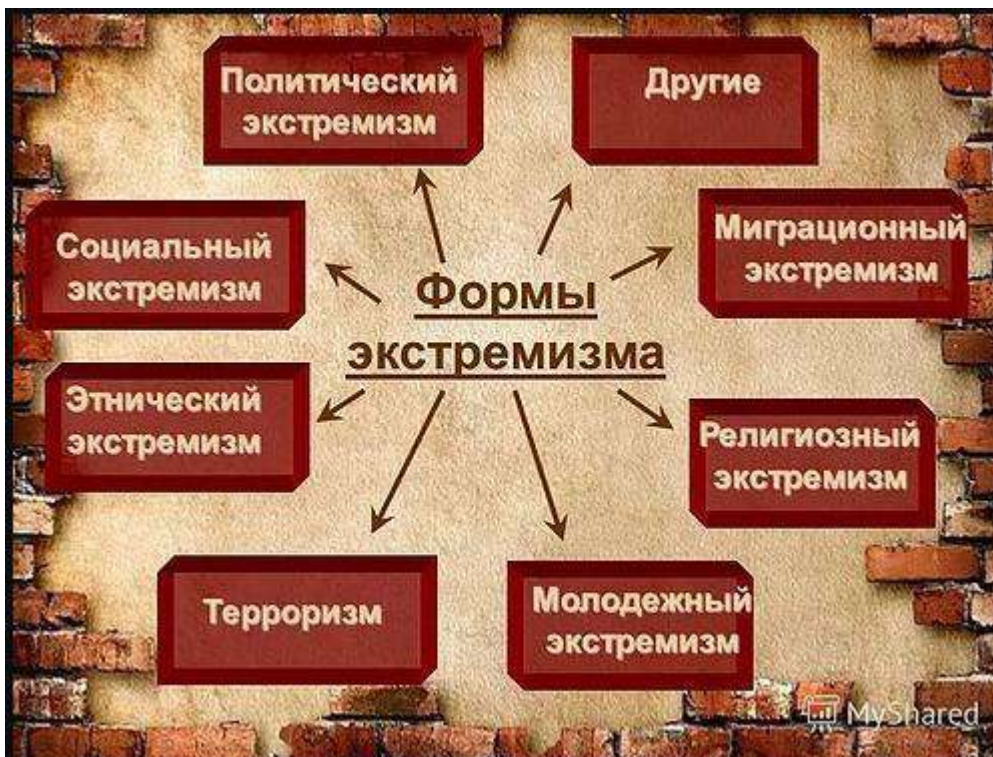 Политический
экстремизм
Другие
Социальный
экстремизм
Миграционный
экстремизм
Формы
экстремизма
Этнический
экстремизм
Религиозный
экстремизм
Терроризм
Молодежный
экстремизм
MyShared